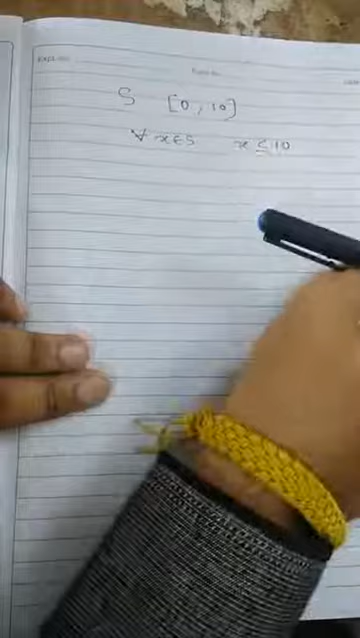 S [0, 10]
∀ x ∈ S x ≤ 10